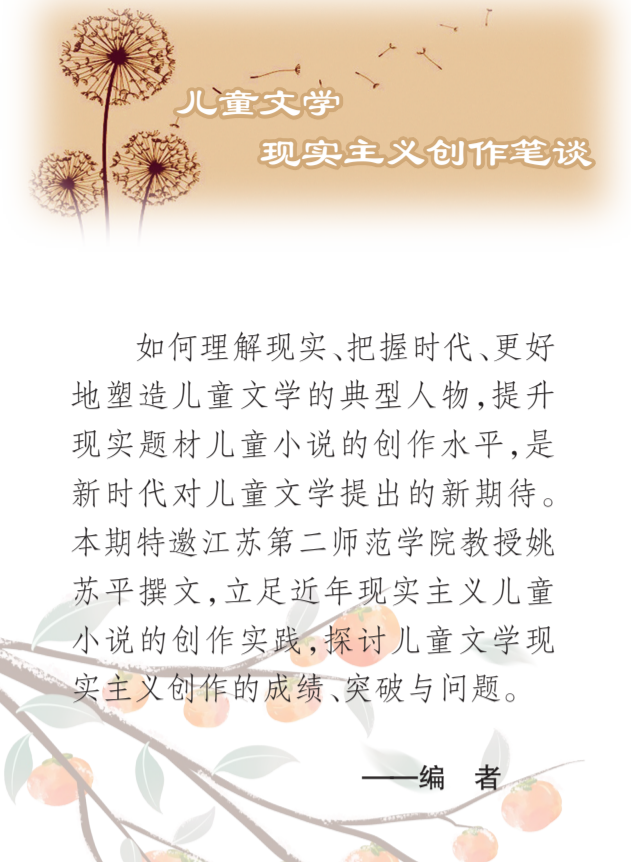 儿童文学
现实主义创作笔谈
如何理解现实、把握时代、更好
地塑造儿童文学的典型人物,提升
现实题材儿童小说的创作水平,是
新时代对儿童文学提出的新期待。
本期特邀江苏第二师范学院教授姚
苏平撰文,立足近年现实主义儿童
小说的创作实践,探讨儿童文学现
实主义创作的成绩、突破与问题。
——编 者